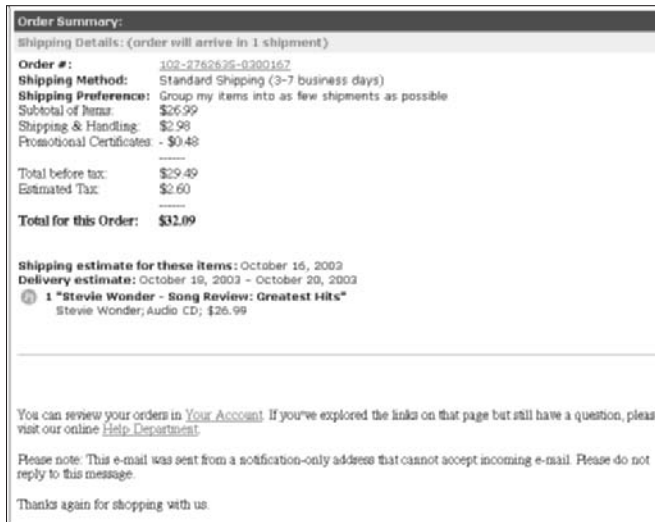 Order Summary:
Shipping Details: (order will arrive in 1 shipment)
Order #: 102-2762635-0300167
Shipping Method: Standard Shipping (3-7 business days)
Shipping Preference: Group my items into as few shipments as possible
Subtotal of Items: $26.99
Shipping & Handling: $2.98
Promotional Certificates: - $0.48
------
Total before tax: $29.49
Estimated Tax: $2.60
------
Total for this Order: $32.09
Shipping estimate for these items: October 16, 2003
Delivery estimate: October 18, 2003 - October 20, 2003
1 "Stevie Wonder - Song Review: Greatest Hits"
Stevie Wonder; Audio CD; $26.99
You can review your orders in Your Account. If you've explored the links on that page but still have a question, pleas
visit our online Help Department.
Please note: This e-mail was sent from a notification-only address that cannot accept incoming e-mail. Please do not
reply to this message.
Thanks again for shopping with us.